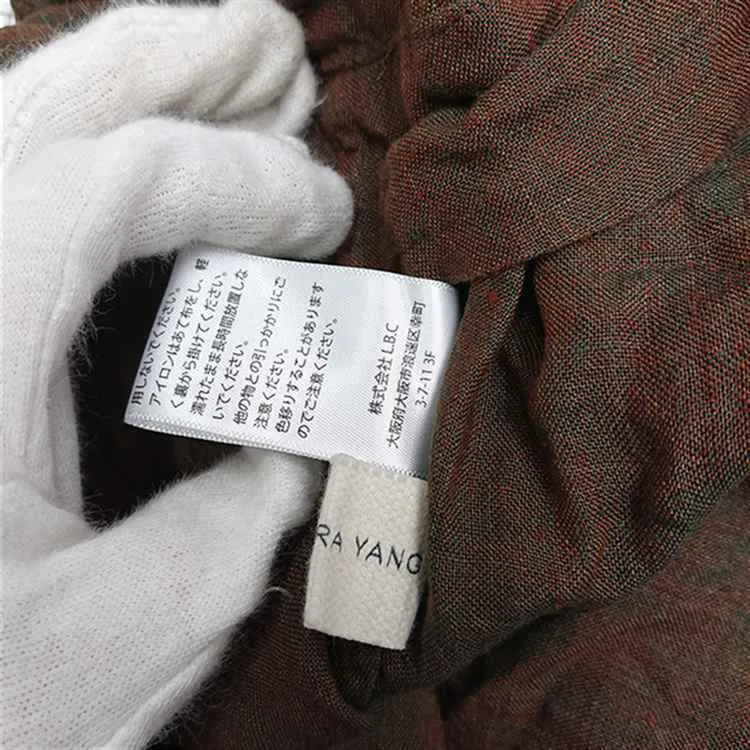 用しないでください。
アイロンはあて布をし、軽
く裏から掛けてください。
濡れたまま長時間放置しな
いでください。
他の物との引っかかりにご
注意ください。
色移りすることがあります
のでご注意ください。
株式会社 L.B.C
大阪府大阪市浪速区幸町
3-7-11 3F
RA YANG